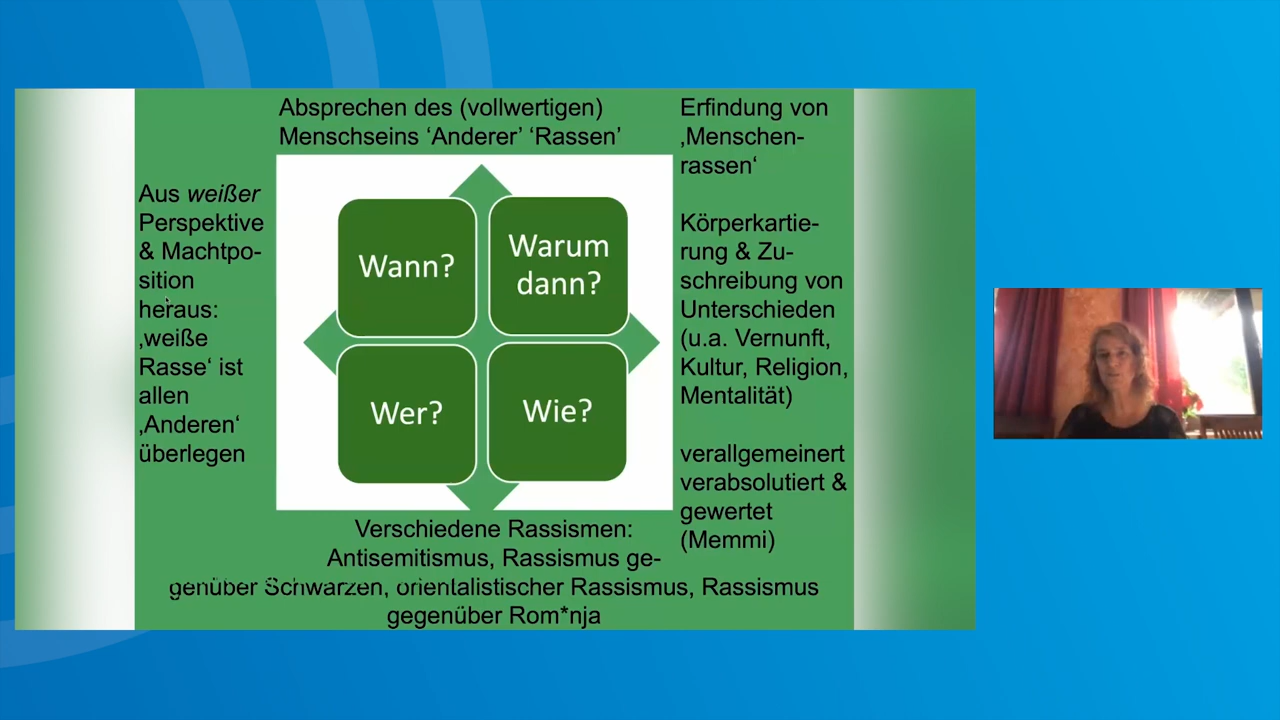 Absprechen des (vollwertigen)
Menschseins ‘Anderer’ ‘Rassen’
Erfindung von
‚Menschen-
rassen‘
Aus weißer
Perspektive
& Machtpo-
sition
heraus:
‚weiße
Rasse‘ ist
allen
‚Anderen‘
überlegen
Wann?
Warum
dann?
Wer?
Wie?
Körperkartie-
rung & Zu-
schreibung von
Unterschieden
(u.a. Vernunft,
Kultur, Religion,
Mentalität)
verallgemeinert
verabsolutiert &
gewertet
(Memmi)
Verschiedene Rassismen:
Antisemitismus, Rassismus ge-
genüber Schwarzen, orientalistischer Rassismus, Rassismus
gegenüber Rom*nja